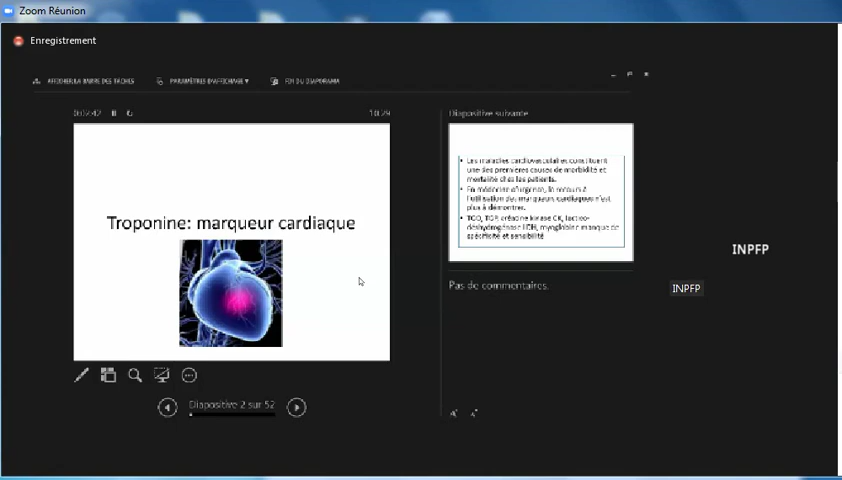 Zoom Réunion
Enregistrement
AFFICHER LA BARRE DES TÂCHES
PARAMÈTRES D'AFFICHAGE
FIN DU DIAPORAMA
0:02:42
10:29
Troponine: marqueur cardiaque
Diapositive 2 sur 52
Diapositive suivante
• Les maladies cardiovasculaires constituent
une des premières causes de morbidité et
mortalité chez les patients.
• En médecine d'urgence, le recours à
l'utilisation des marqueurs cardiaques n'est
plus à démontrer.
• TGO, TGP, créatine kinase CK, lactico-
déshydrogénase LDH, myoglobine manque de
spécificité et sensibilité
Pas de commentaires.
INPFP
INPFP